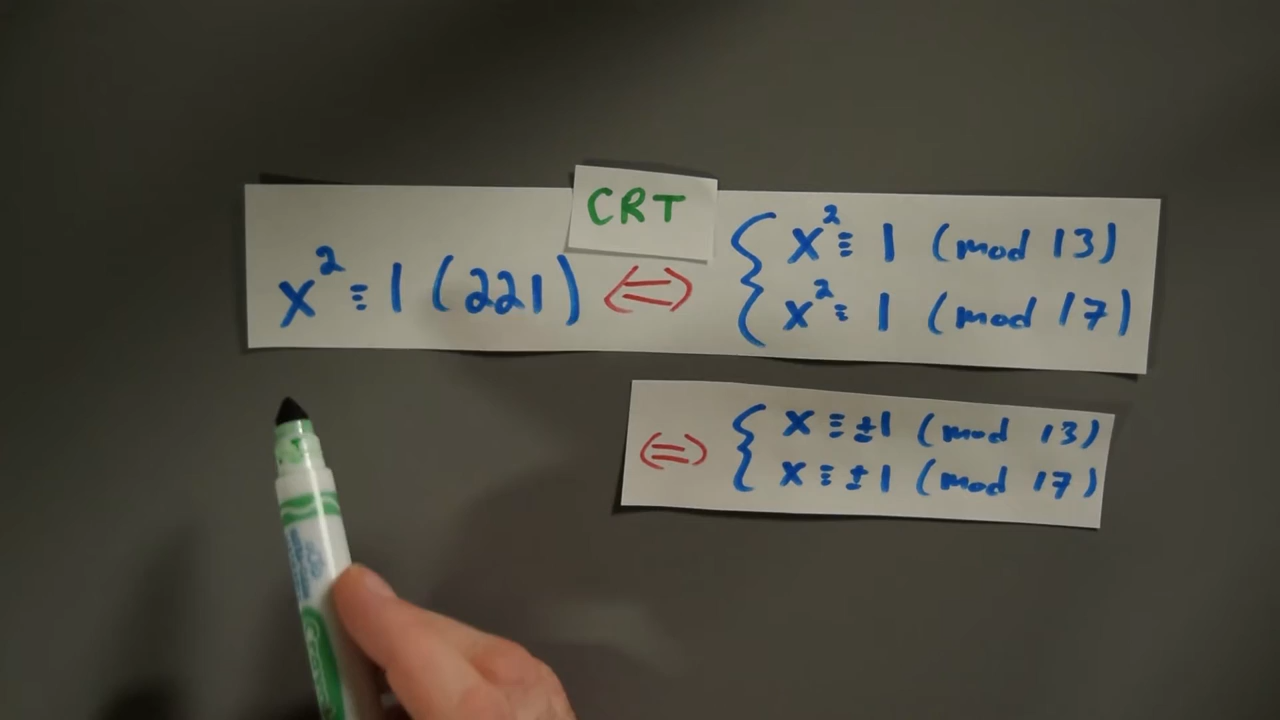 CRT
x² ≡ 1 (221) ⇔ { x² ≡ 1 (mod 13)
x² ≡ 1 (mod 17)
⇔ { x ≡ ±1 (mod 13)
x ≡ ±1 (mod 17)